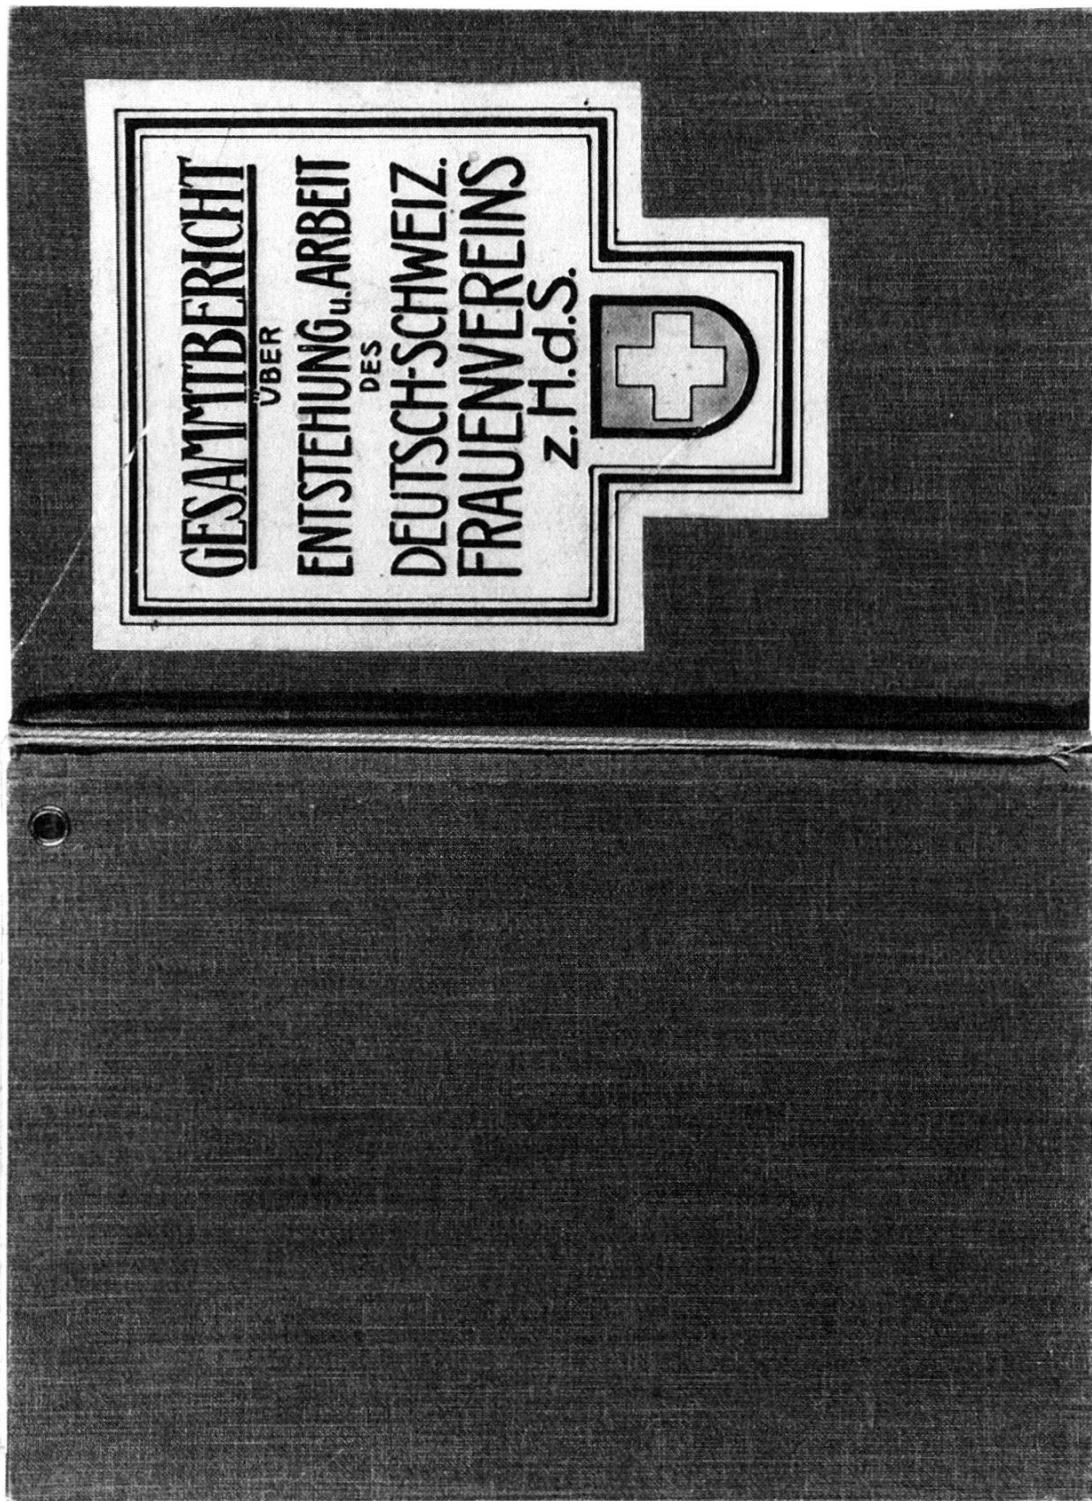 GESAMMTBERICHT
ÜBER
ENTSTEHUNG u. ARBEIT
DES
DEUTSCH-SCHWEIZ.
FRAUENVEREINS
z.H.d.S.